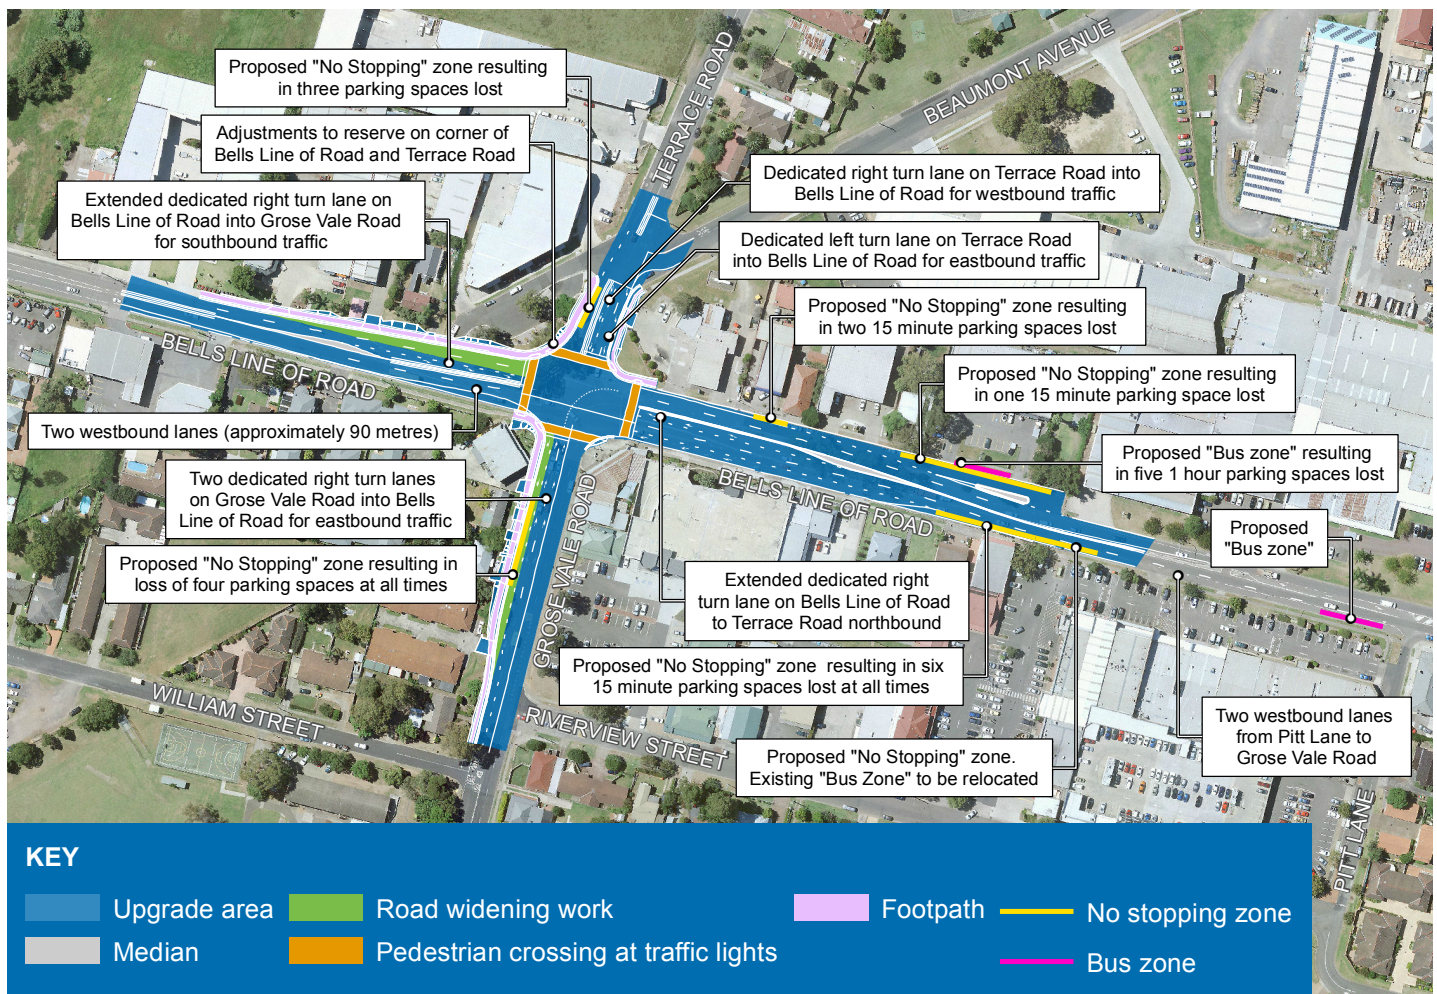 Proposed "No Stopping" zone resulting
in three parking spaces lost
Adjustments to reserve on corner of
Bells Line of Road and Terrace Road
Extended dedicated right turn lane on
Bells Line of Road into Grose Vale Road
for southbound traffic
TERRACE ROAD
BEAUMONT AVENUE
Dedicated right turn lane on Terrace Road into
Bells Line of Road for westbound traffic
Dedicated left turn lane on Terrace Road
into Bells Line of Road for eastbound traffic
Proposed "No Stopping" zone resulting
in two 15 minute parking spaces lost
Proposed "No Stopping" zone resulting
in one 15 minute parking space lost
BELLS LINE OF ROAD
Two westbound lanes (approximately 90 metres)
Proposed "Bus zone" resulting
in five 1 hour parking spaces lost
Two dedicated right turn lanes
on Grose Vale Road into Bells
Line of Road for eastbound traffic
BELLS LINE OF ROAD
Proposed
"Bus zone"
Proposed "No Stopping" zone resulting in
loss of four parking spaces at all times
GROSE VALE ROAD
Extended dedicated right
turn lane on Bells Line of Road
to Terrace Road northbound
Proposed "No Stopping" zone resulting in six
15 minute parking spaces lost at all times
WILLIAM STREET
RIVERVIEW STREET
Proposed "No Stopping" zone.
Existing "Bus Zone" to be relocated
Two westbound lanes
from Pitt Lane to
Grose Vale Road
PITT LANE
KEY
Upgrade area
Road widening work
Footpath
No stopping zone
Median
Pedestrian crossing at traffic lights
Bus zone